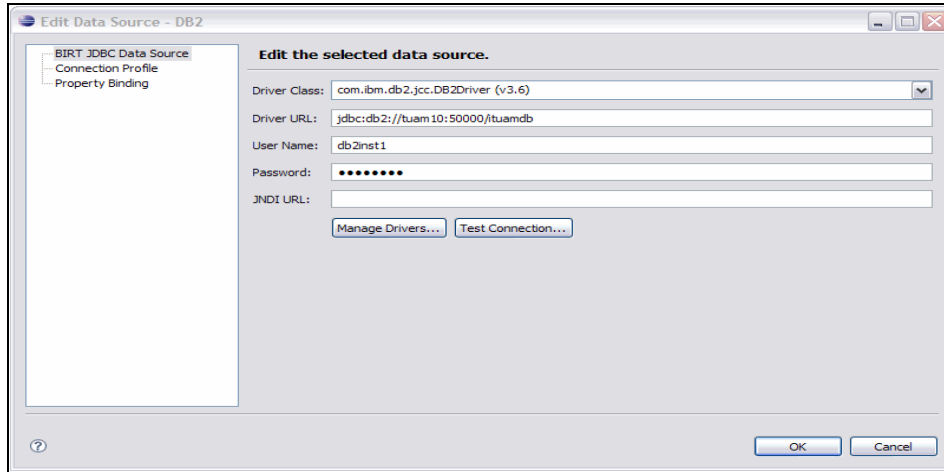 Edit Data Source - DB2
BIRT JDBC Data Source
Connection Profile
Property Binding
Edit the selected data source.
Driver Class: com.ibm.db2.jcc.DB2Driver (v3.6)
Driver URL: jdbc:db2://tuam10:50000/ituamdb
User Name: db2inst1
Password: ●●●●●●●●
JNDI URL:
Manage Drivers... Test Connection...
? OK Cancel